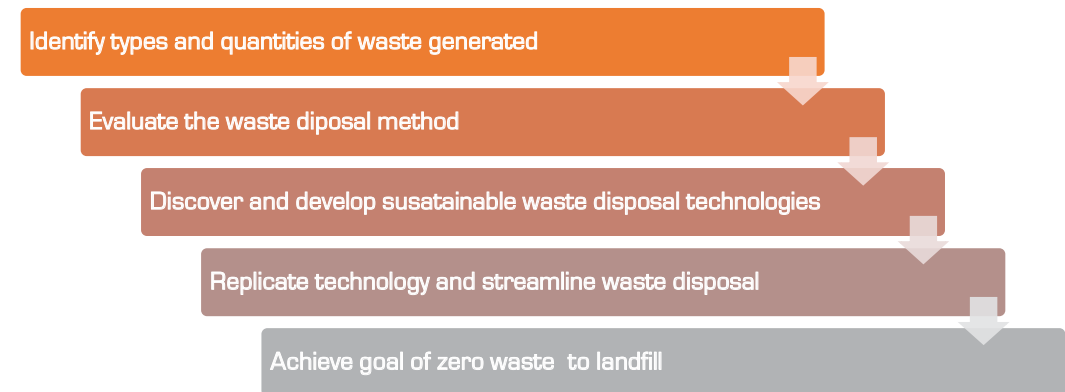 Identify types and quantities of waste generated
Evaluate the waste diposal method
Discover and develop susatainable waste disposal technologies
Replicate technology and streamline waste disposal
Achieve goal of zero waste  to landfill